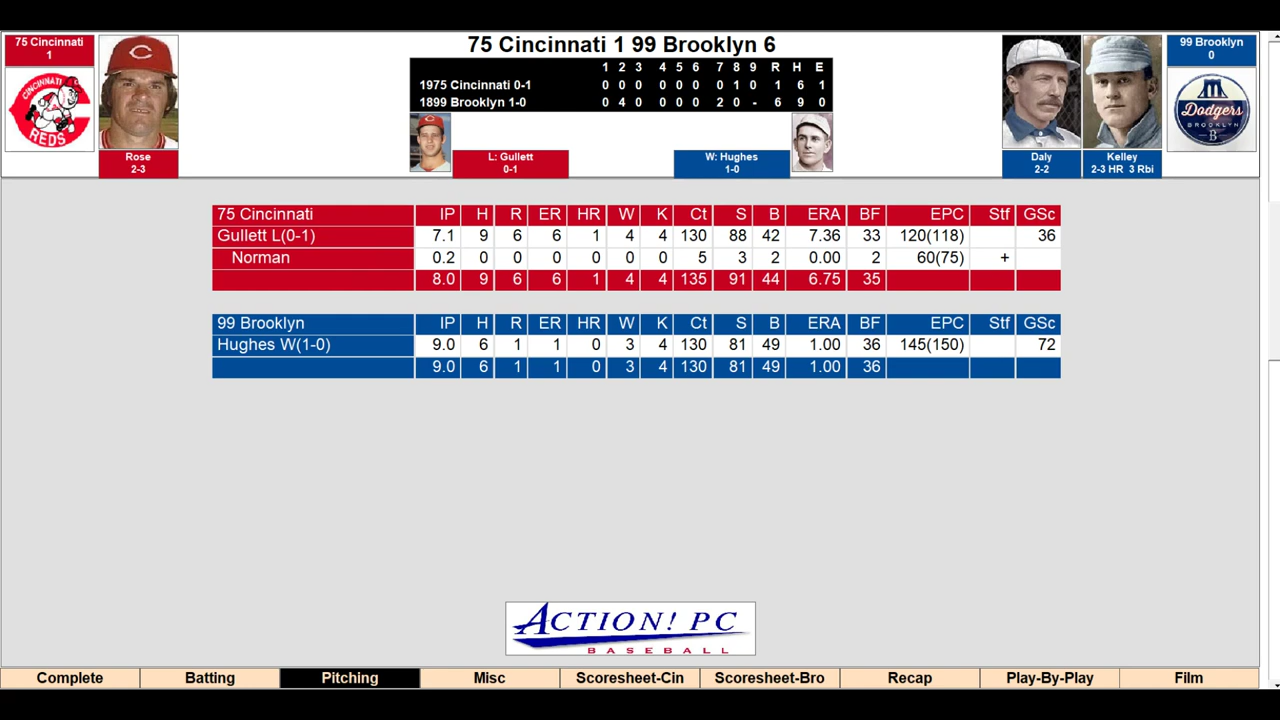 75 Cincinnati 1 99 Brooklyn 6
75 Cincinnati
1
CINCINNATI
REDS
Rose
2-3
1 2 3 4 5 6 7 8 9 R H E
1975 Cincinnati 0-1 0 0 0 0 0 0 0 1 0 1 6 1
1899 Brooklyn 1-0 0 4 0 0 0 0 2 0 - 6 9 0
L: Gullett
0-1
W: Hughes
1-0
Daly
2-2
Kelley
2-3 HR 3 Rbi
99 Brooklyn
0
Dodgers
BROOKLYN
B
75 Cincinnati IP H R ER HR W K Ct S B ERA BF EPC Stf GSc
Gullett L(0-1) 7.1 9 6 6 1 4 4 130 88 42 7.36 33 120(118) 36
Norman 0.2 0 0 0 0 0 0 5 3 2 0.00 2 60(75) +
8.0 9 6 6 1 4 4 135 91 44 6.75 35
99 Brooklyn IP H R ER HR W K Ct S B ERA BF EPC Stf GSc
Hughes W(1-0) 9.0 6 1 1 0 3 4 130 81 49 1.00 36 145(150) 72
9.0 6 1 1 0 3 4 130 81 49 1.00 36
ACTION! PC
BASEBALL
Complete Batting Pitching Misc Scoresheet-Cin Scoresheet-Bro Recap Play-By-Play Film